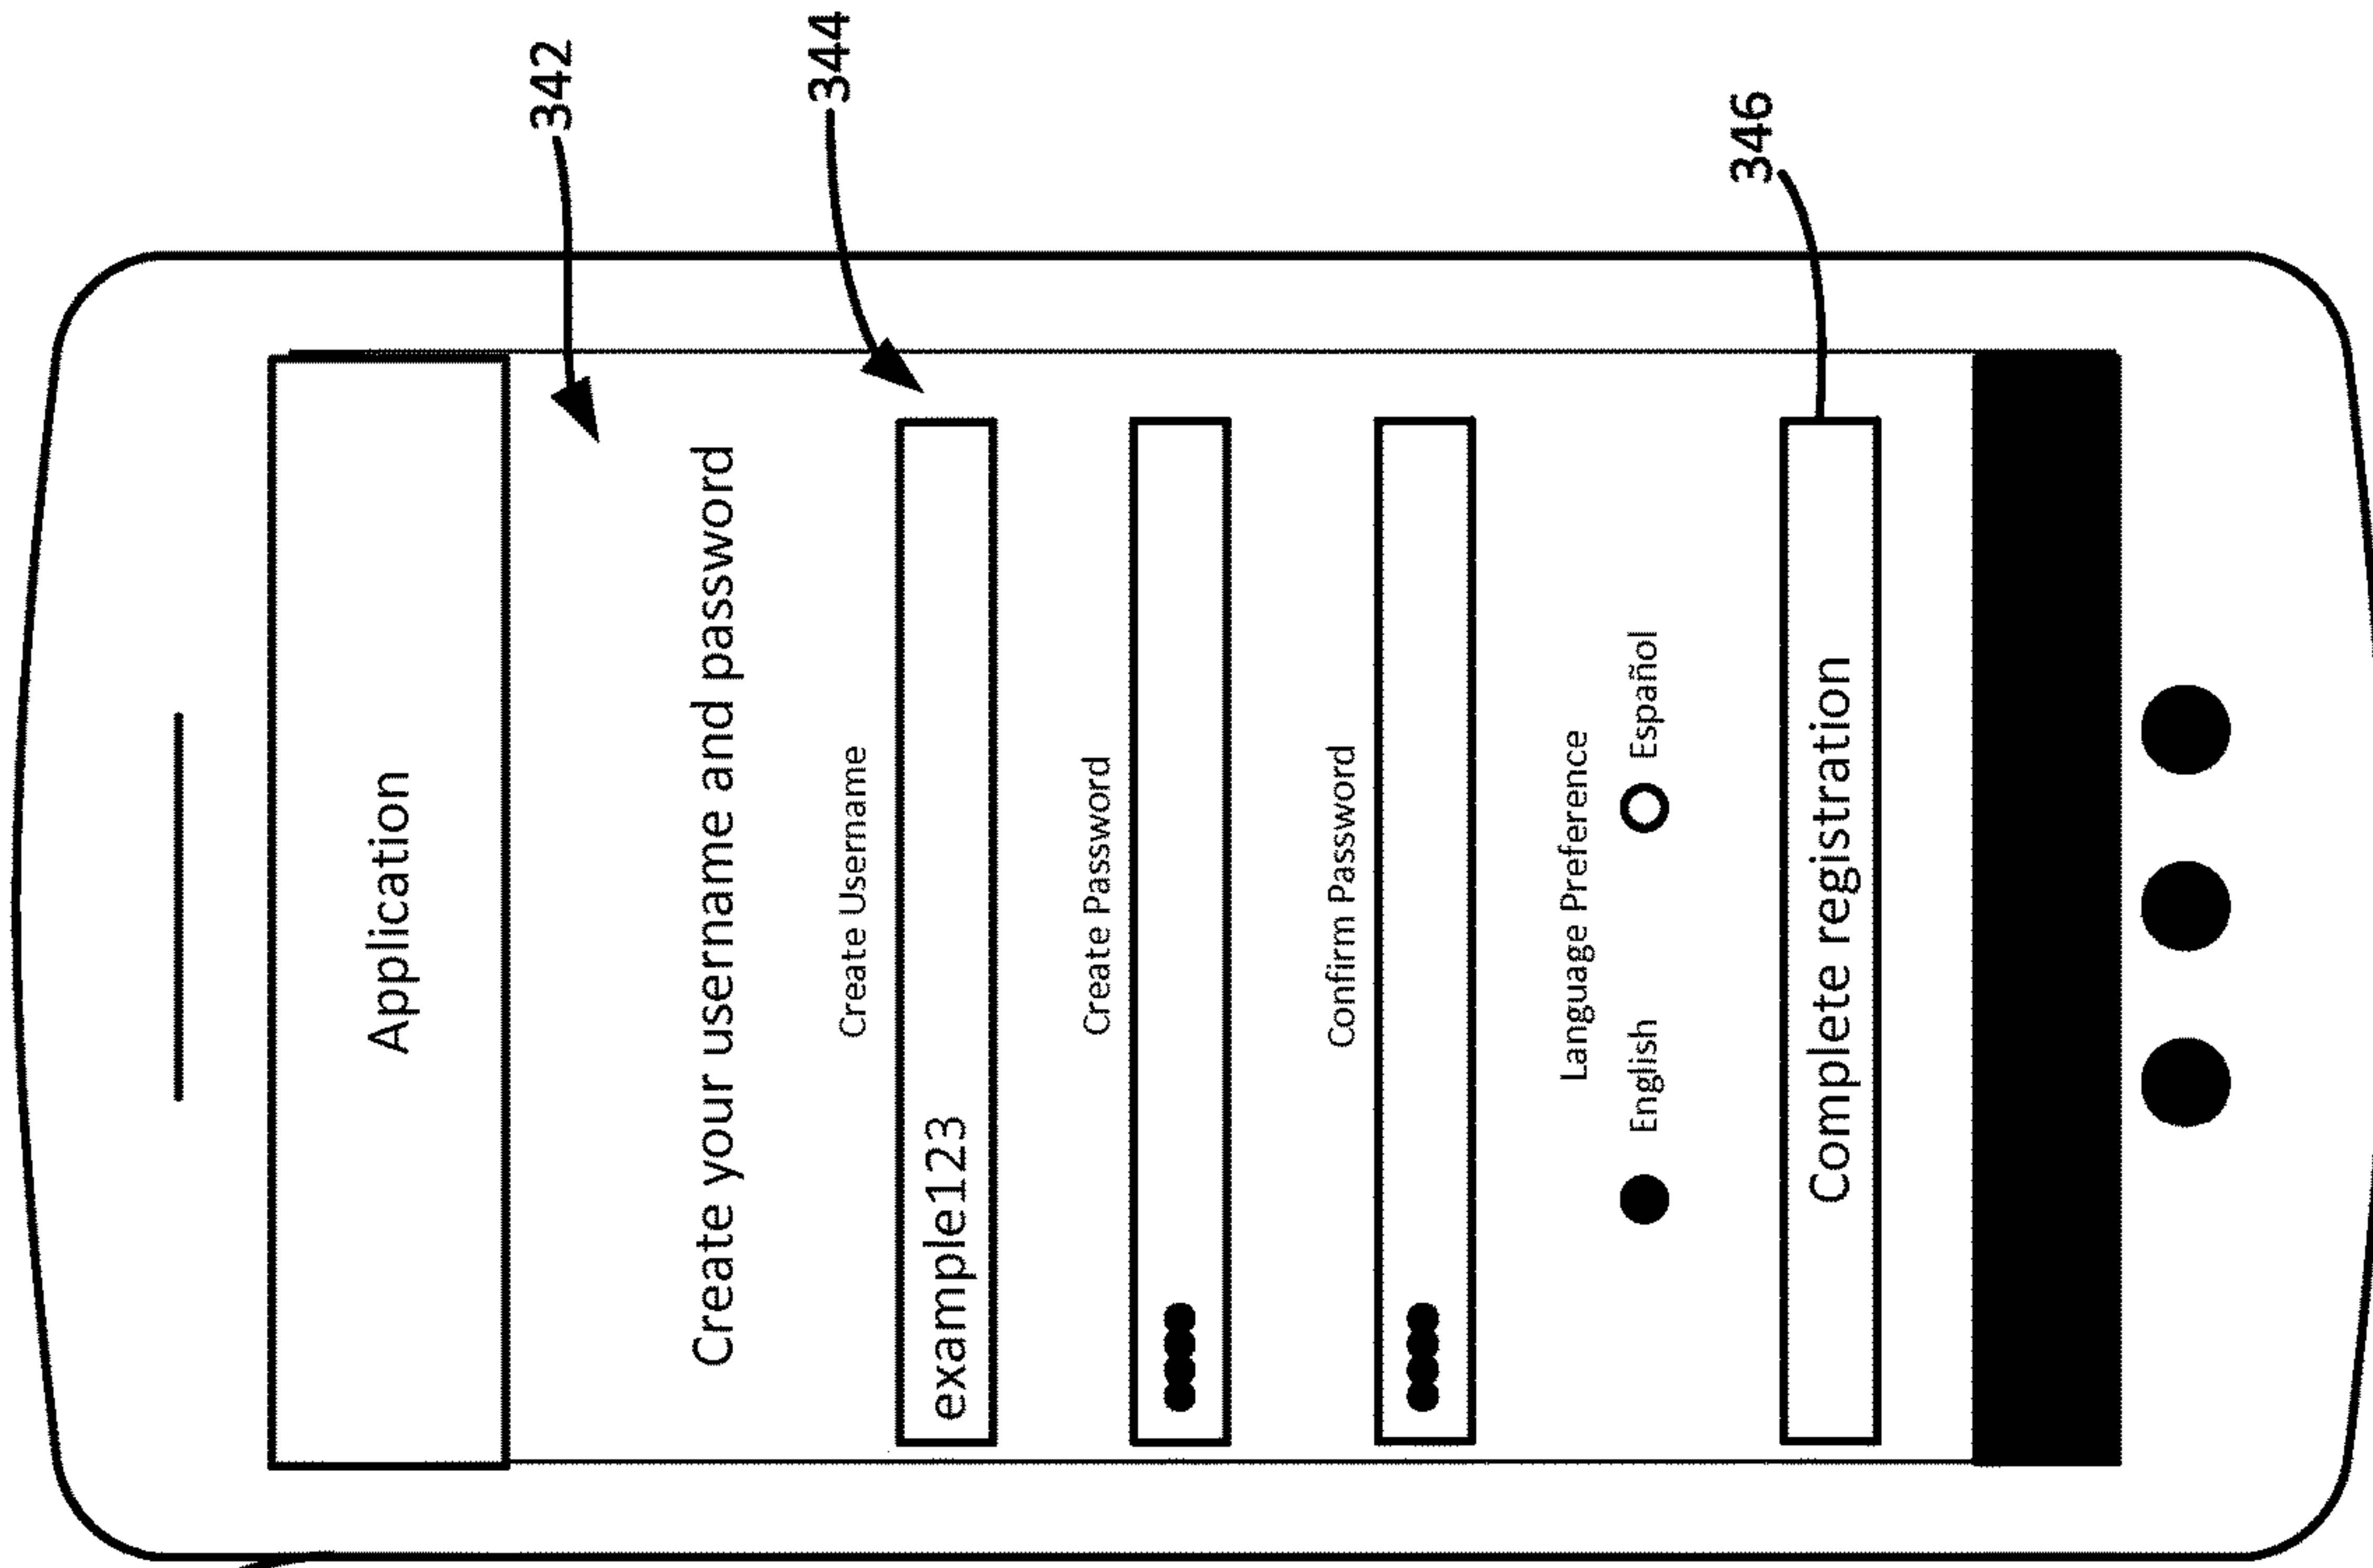 Application
342
Create your username and password
344
Create Username
example123
Create Password
Confirm Password
Language Preference
English Español
346
Complete registration